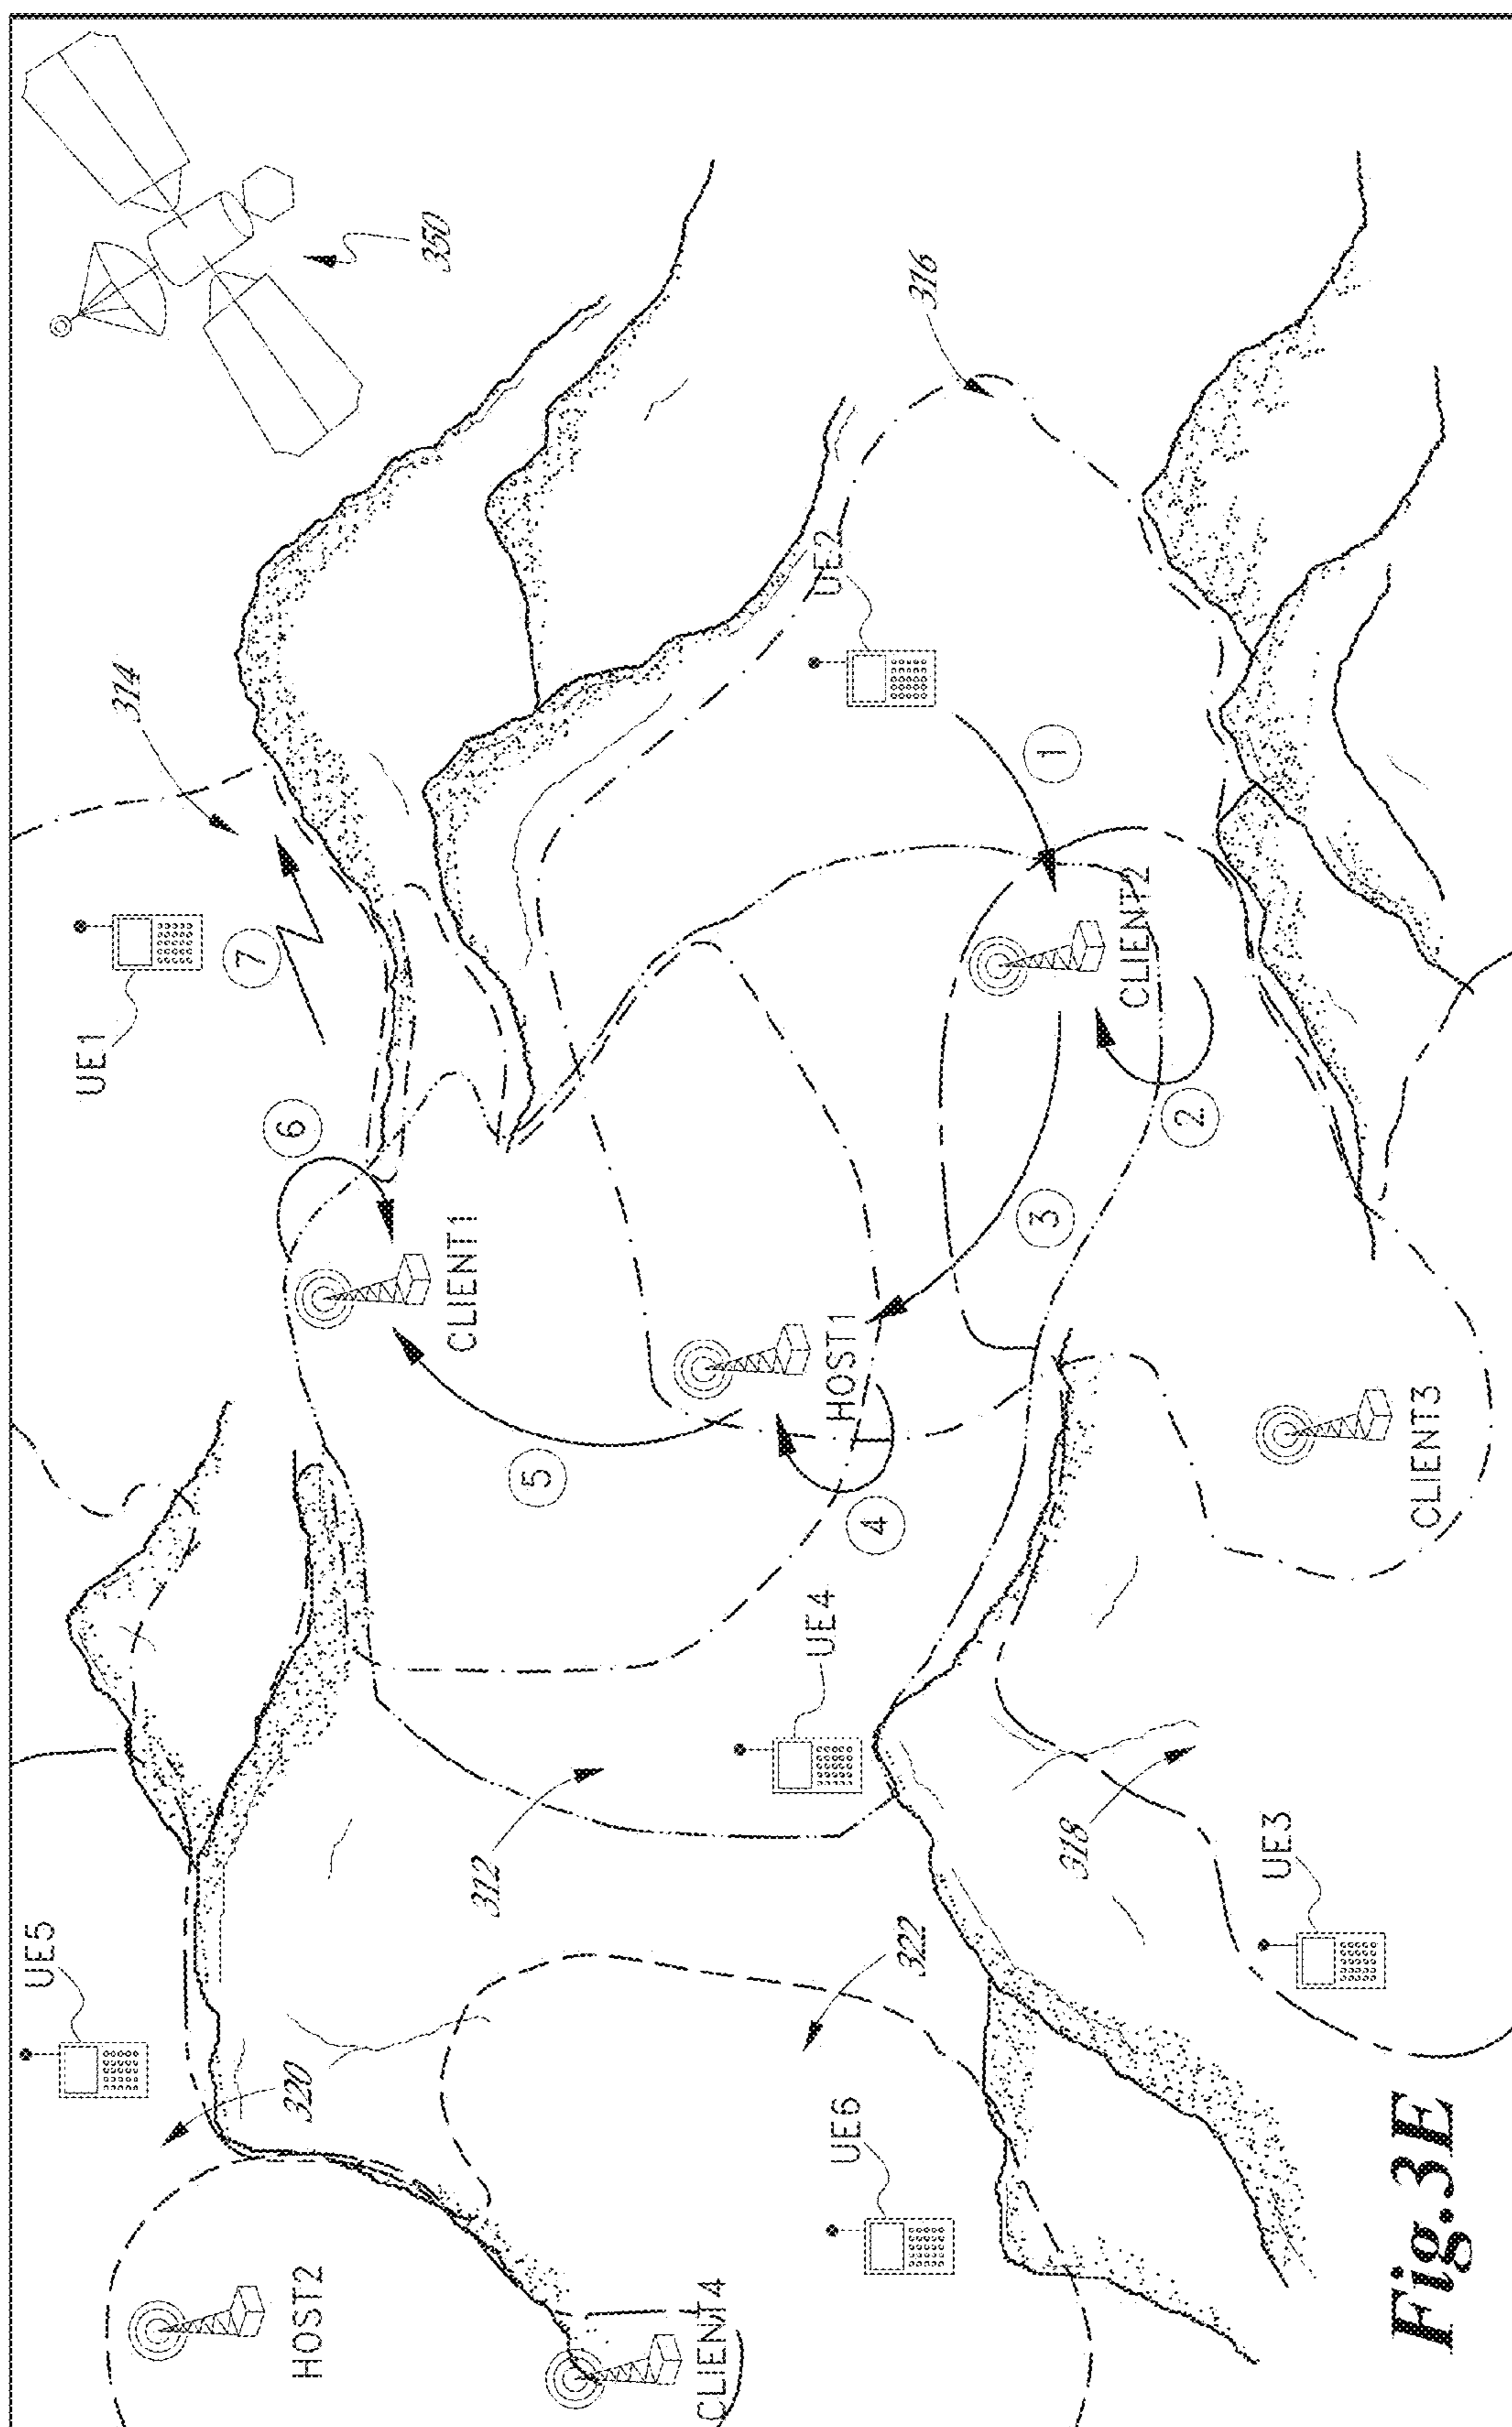 350
316
314
UE2
1
UE1
7
CLIENT2
6
2
3
CLIENT1
HOST1
5
4
CLIENT3
UE4
312
318
UE3
322
UE5
320
UE6
HOST2
CLIENT4
Fig.3E